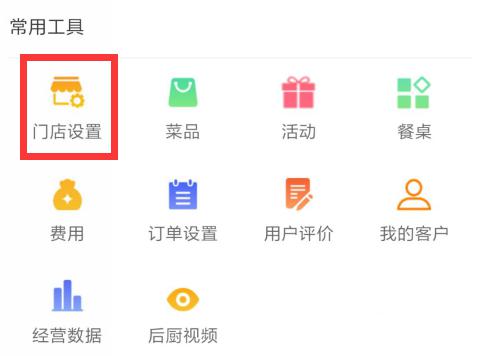 常用工具
门店设置 菜品 活动 餐桌
费用 订单设置 用户评价 我的客户
经营数据 后厨视频